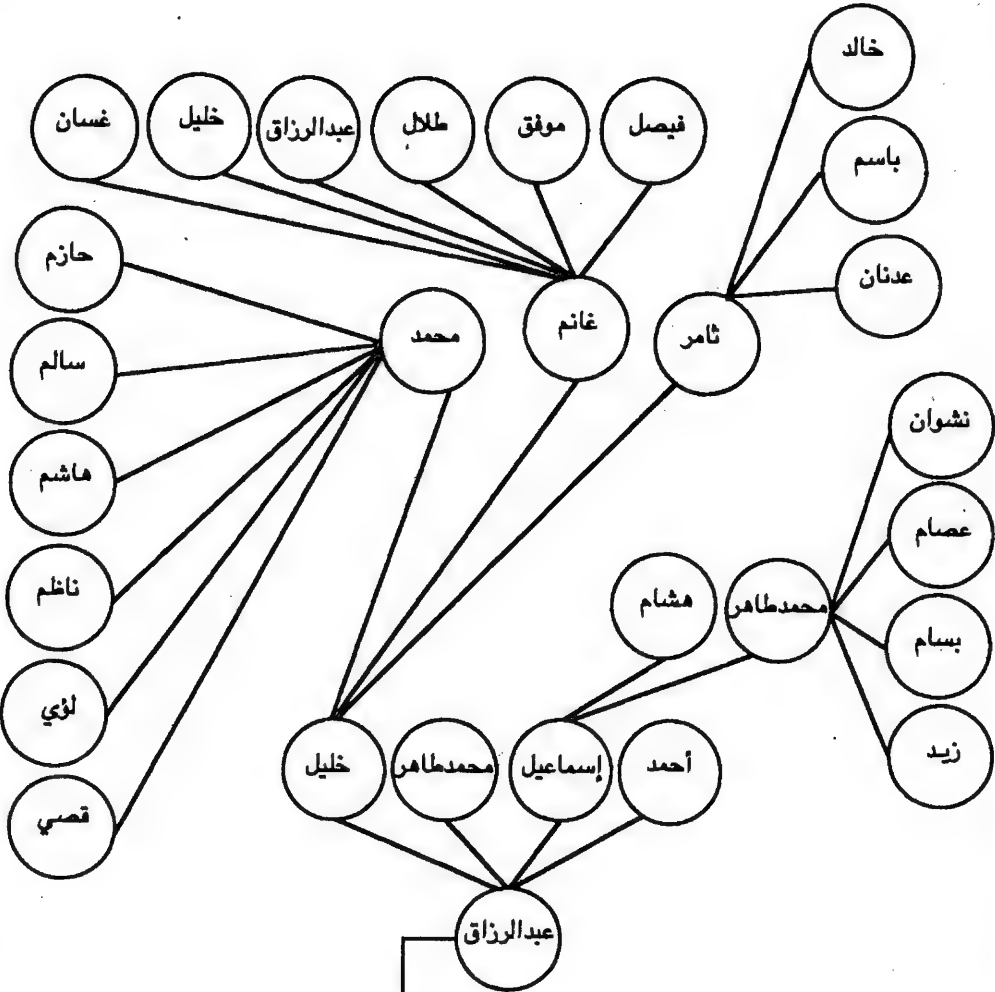 خالد
فيصل
موفق
طلال
عبدالرزاق
خليل
غسان
باسم
عدنان
حازم
غانم
ثامر
محمد
سالم
نشوان
هاشم
عصام
ناظم
هشام
محمدطاهر
بسام
لؤي
زيد
أحمد
إسماعيل
محمدطاهر
خليل
قصي
عبدالرزاق